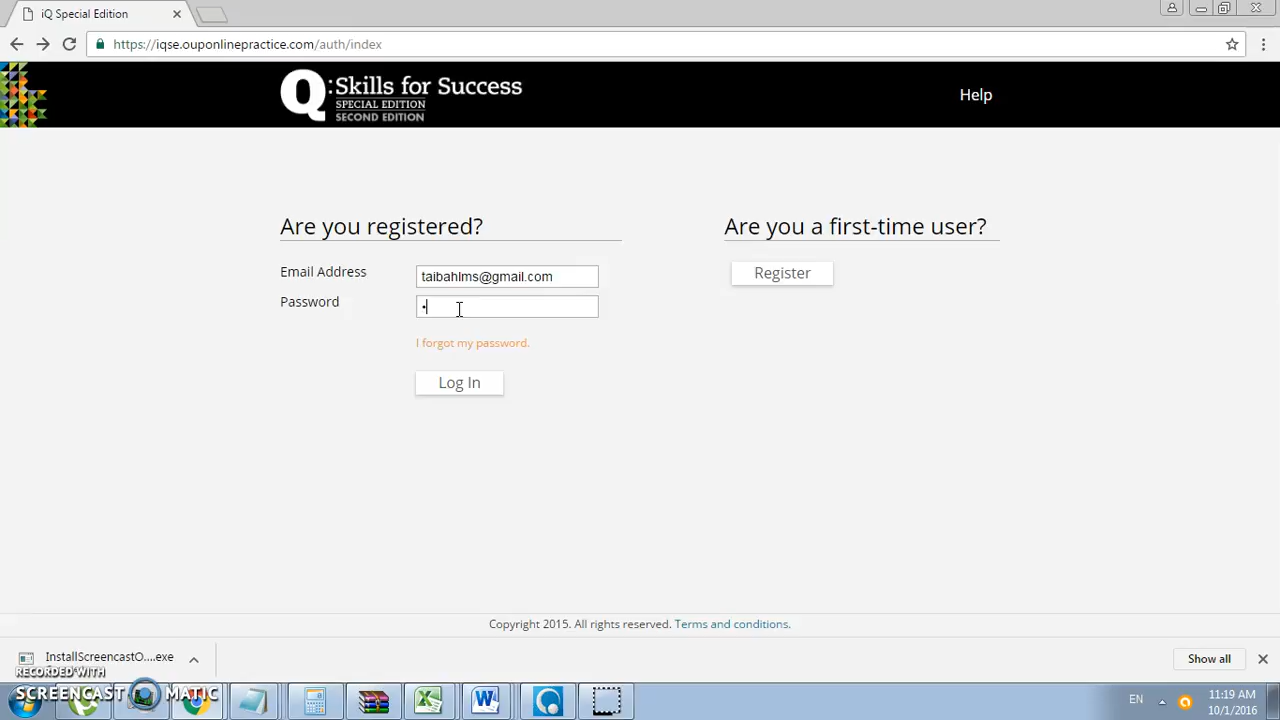 iQ Special Edition
https://iqse.ouponlinepractice.com/auth/index
Q:Skills for Success
SPECIAL EDITION
SECOND EDITION
Help
Are you registered?
Email Address
taibahlms@gmail.com
Password
I forgot my password.
Log In
Are you a first-time user?
Register
Copyright 2015. All rights reserved. Terms and conditions.
InstallScreencastO....exe
Show all
RECORDED WITH
SCREENCAST MATIC
EN
11:19 AM
10/1/2016